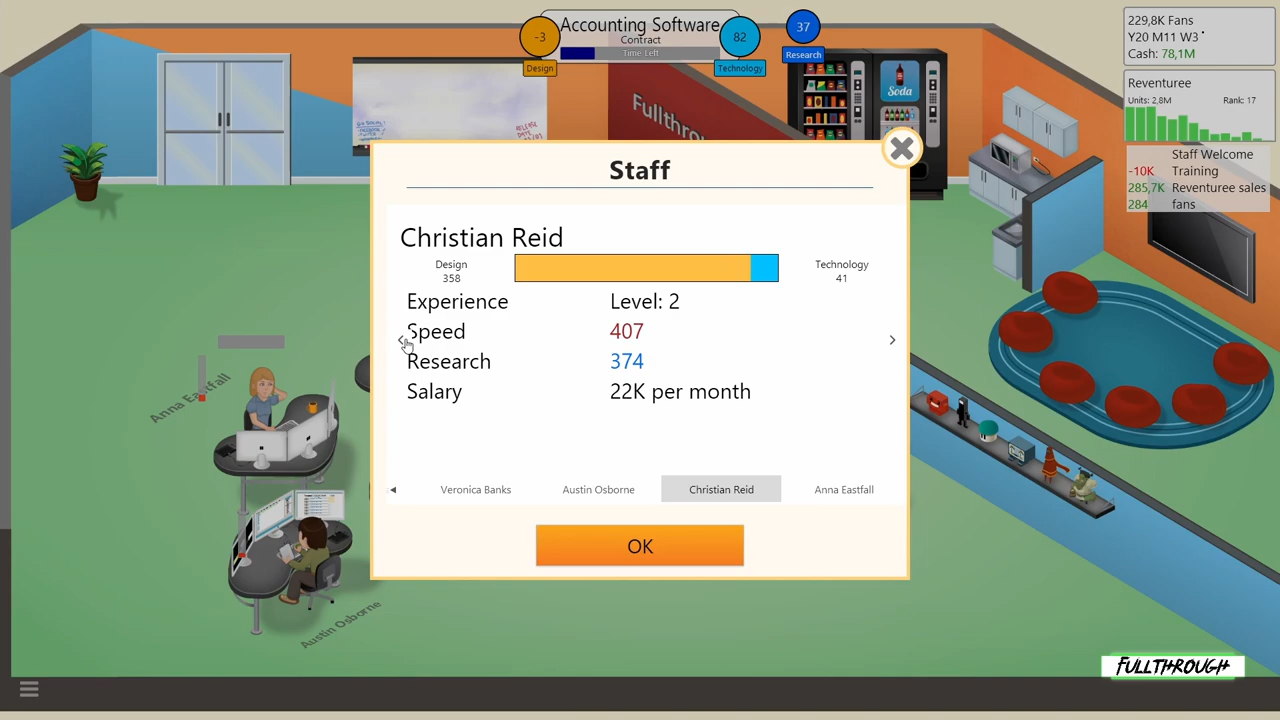 -3
Accounting Software
Contract
Time Left
82
37
Design
Technology
Research
229,8K Fans
Y20 M11 W3
Cash: 78,1M
Reventuree
Units: 2,8M
Rank: 17
Staff Welcome
-10K Training
285,7K Reventuree sales
284 fans
Soda
Fullthrou
RELEASE
Staff
Christian Reid
Design
358
Technology
41
Experience Level: 2
Speed 407
Research 374
Salary 22K per month
Veronica Banks Austin Osborne Christian Reid Anna Eastfall
OK
Anna Eastfall
Austin Osborne
FULLTHROUGH